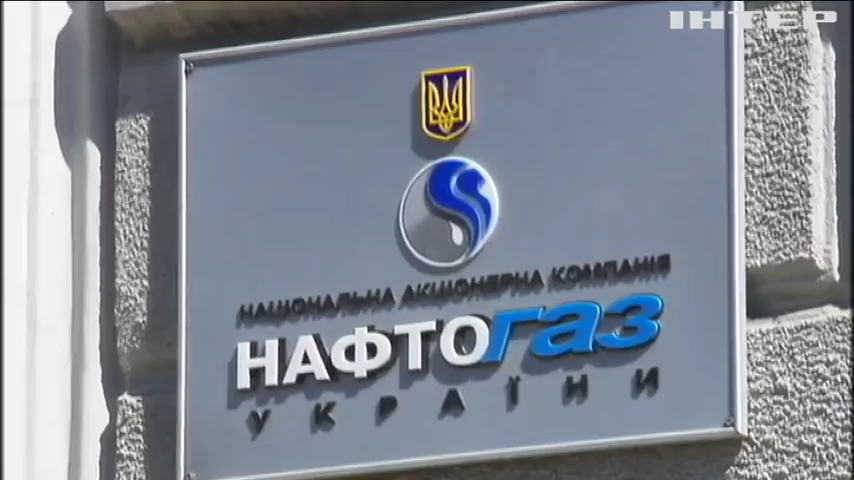 ІНТЕР
НАЦІОНАЛЬНА АКЦІОНЕРНА КОМПАНІЯ
НАФТОГАЗ
УКРАЇНИ